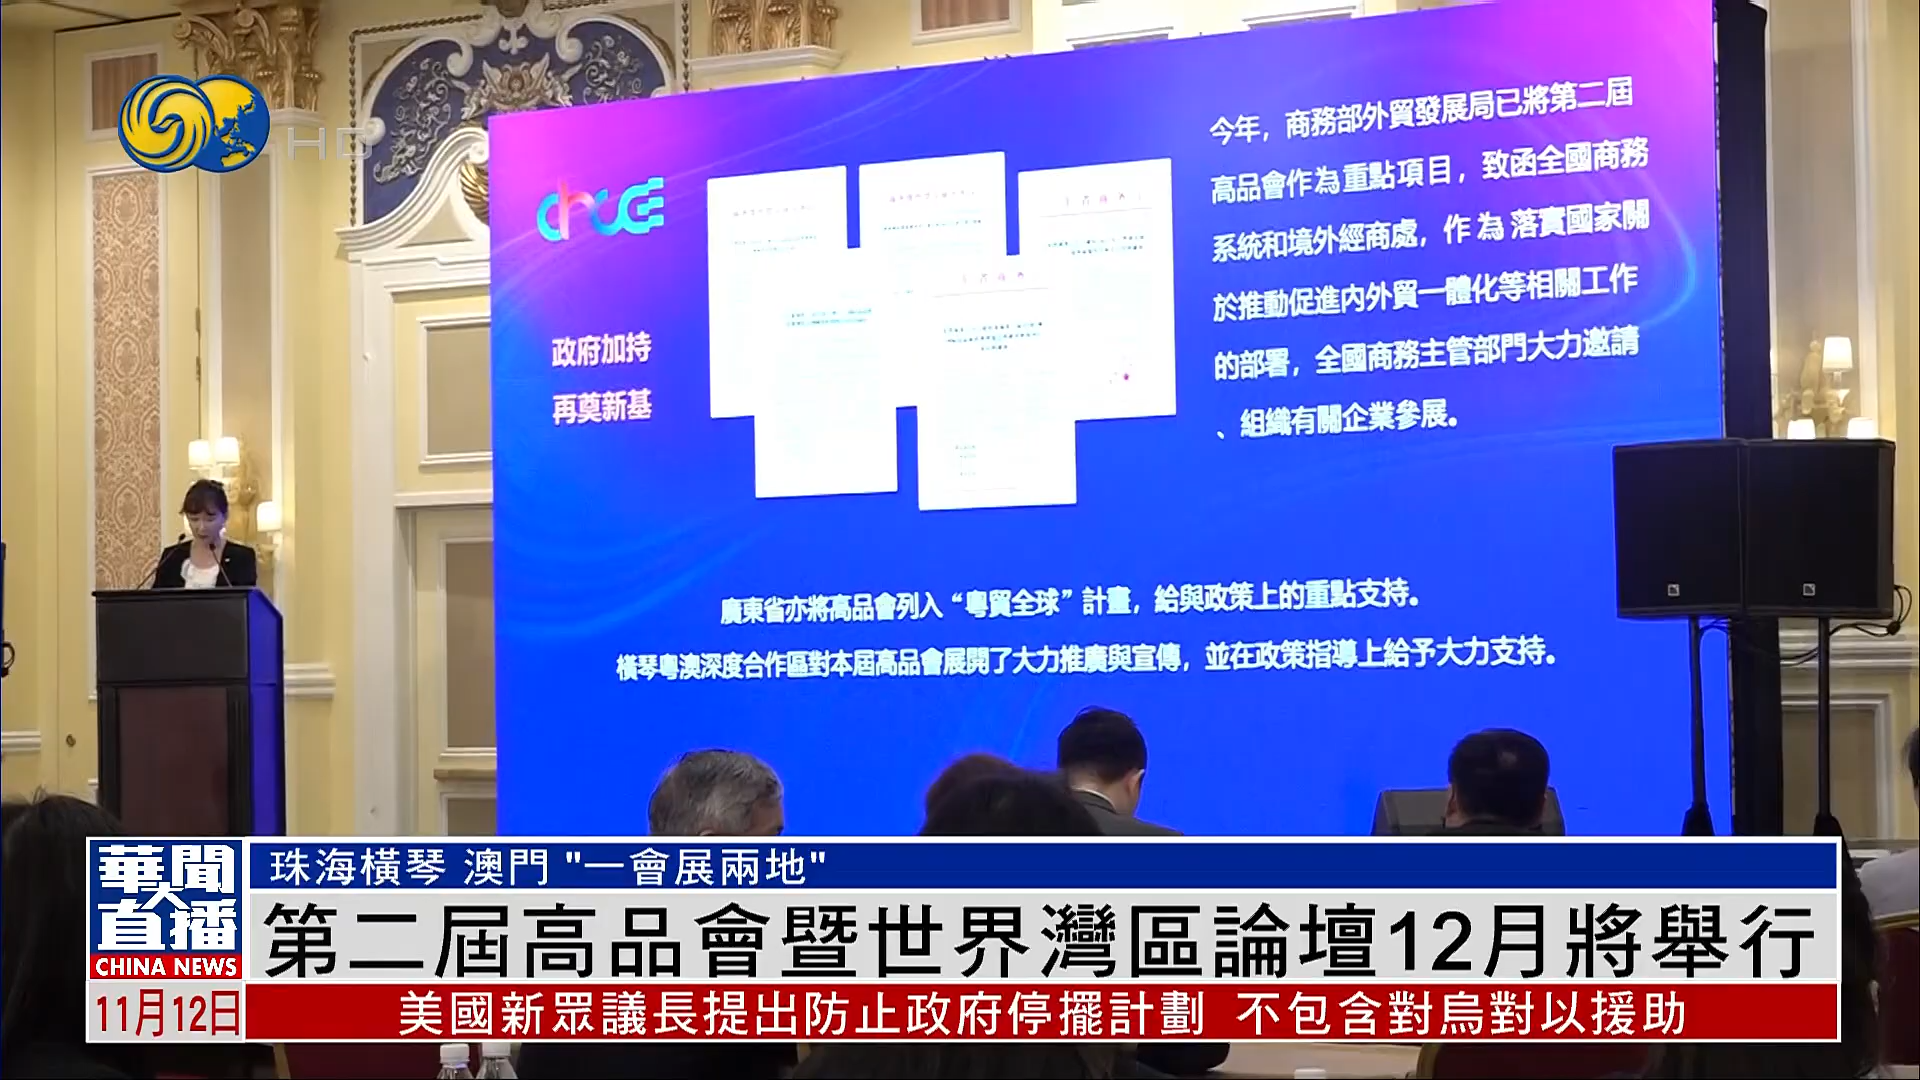 HD
chcE
今年，商務部外貿發展局已將第二屆
高品會作為重點項目，致函全國商務
系統和境外經商處，作為落實國家關
於推動促進內外貿一體化等相關工作
的部署，全國商務主管部門大力邀請
、組織有關企業參展。
政府加持
再奠新基
廣東省亦將高品會列入“粵貿全球”計畫，給與政策上的重點支持。
橫琴粵澳深度合作區對本屆高品會展開了大力推廣與宣傳，並在政策指導上給予大力支持。
珠海橫琴 澳門 "一會展兩地"
華聞大直播
CHINA NEWS
第二屆高品會暨世界灣區論壇12月將舉行
11月12日
美國新眾議長提出防止政府停擺計劃 不包含對烏對以援助